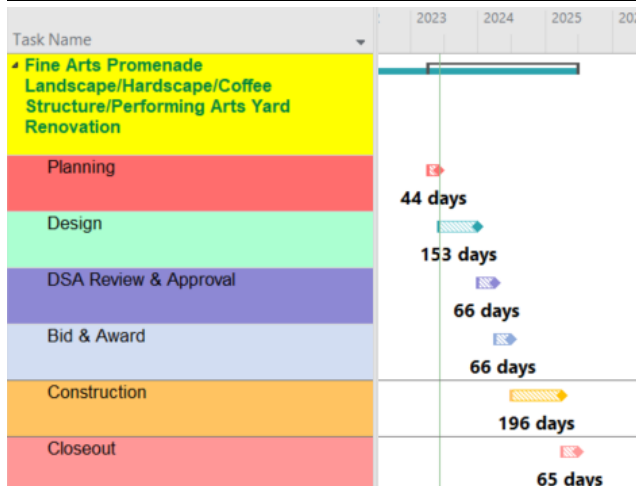 2023 2024 2025
Task Name
Fine Arts Promenade
Landscape/Hardscape/Coffee
Structure/Performing Arts Yard
Renovation
Planning
44 days
Design
153 days
DSA Review & Approval
66 days
Bid & Award
66 days
Construction
196 days
Closeout
65 days